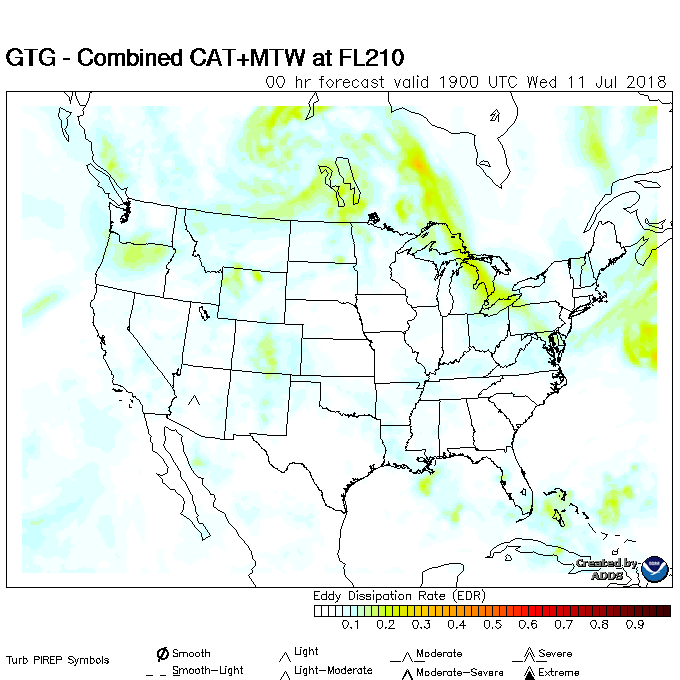 GTG - Combined CAT+MTW at FL210
00 hr forecast valid 1900 UTC Wed 11 Jul 2018
Created by
ADDS
Eddy Dissipation Rate (EDR)
0.1 0.2 0.3 0.4 0.5 0.6 0.7 0.8 0.9
Turb PIREP Symbols
Smooth Light Moderate Severe
Smooth-Light Light-Moderate Moderate-Severe Extreme